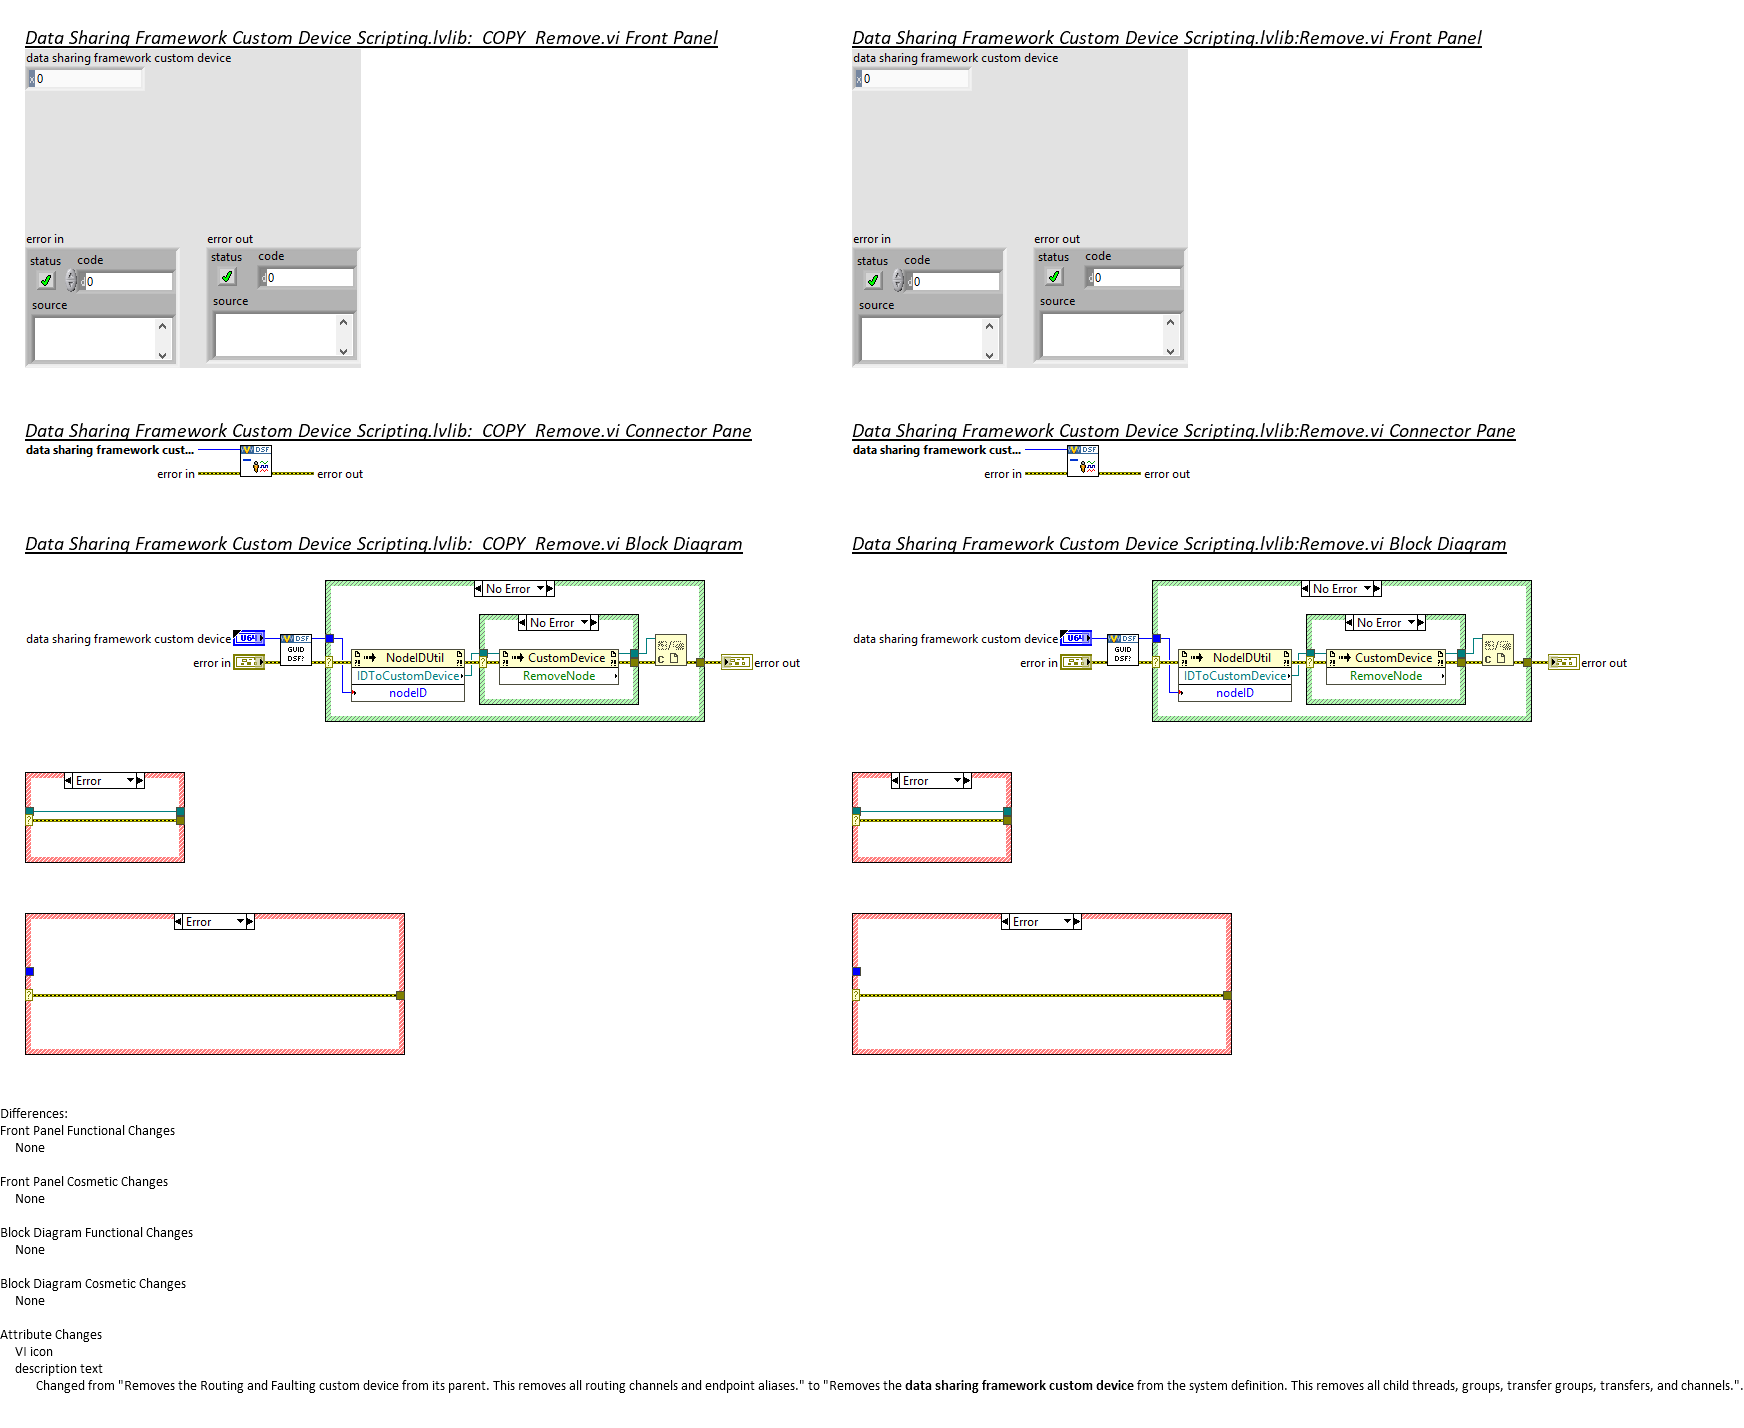 Data Sharing Framework Custom Device Scripting.lvlib:_COPY_Remove.vi Front Panel
data sharing framework custom device
x 0
error in
status code
d 0
source
error out
status code
d 0
source
Data Sharing Framework Custom Device Scripting.lvlib:Remove.vi Front Panel
data sharing framework custom device
x 0
error in
status code
d 0
source
error out
status code
d 0
source
Data Sharing Framework Custom Device Scripting.lvlib:_COPY_Remove.vi Connector Pane
data sharing framework cust...
DSF
error in
error out
Data Sharing Framework Custom Device Scripting.lvlib:Remove.vi Connector Pane
data sharing framework cust...
DSF
error in
error out
Data Sharing Framework Custom Device Scripting.lvlib:_COPY_Remove.vi Block Diagram
No Error
No Error
data sharing framework custom device
U64
DSF
GUID
DSF?
error in
NodeIDUtil
IDToCustomDevice
nodeID
CustomDevice
RemoveNode
C
error out
Error
Error
Data Sharing Framework Custom Device Scripting.lvlib:Remove.vi Block Diagram
No Error
No Error
data sharing framework custom device
U64
DSF
GUID
DSF?
error in
NodeIDUtil
IDToCustomDevice
nodeID
CustomDevice
RemoveNode
C
error out
Error
Error
Differences:
Front Panel Functional Changes
None
Front Panel Cosmetic Changes
None
Block Diagram Functional Changes
None
Block Diagram Cosmetic Changes
None
Attribute Changes
VI icon
description text
Changed from "Removes the Routing and Faulting custom device from its parent. This removes all routing channels and endpoint aliases." to "Removes the data sharing framework custom device from the system definition. This removes all child threads, groups, transfer groups, transfers, and channels.".